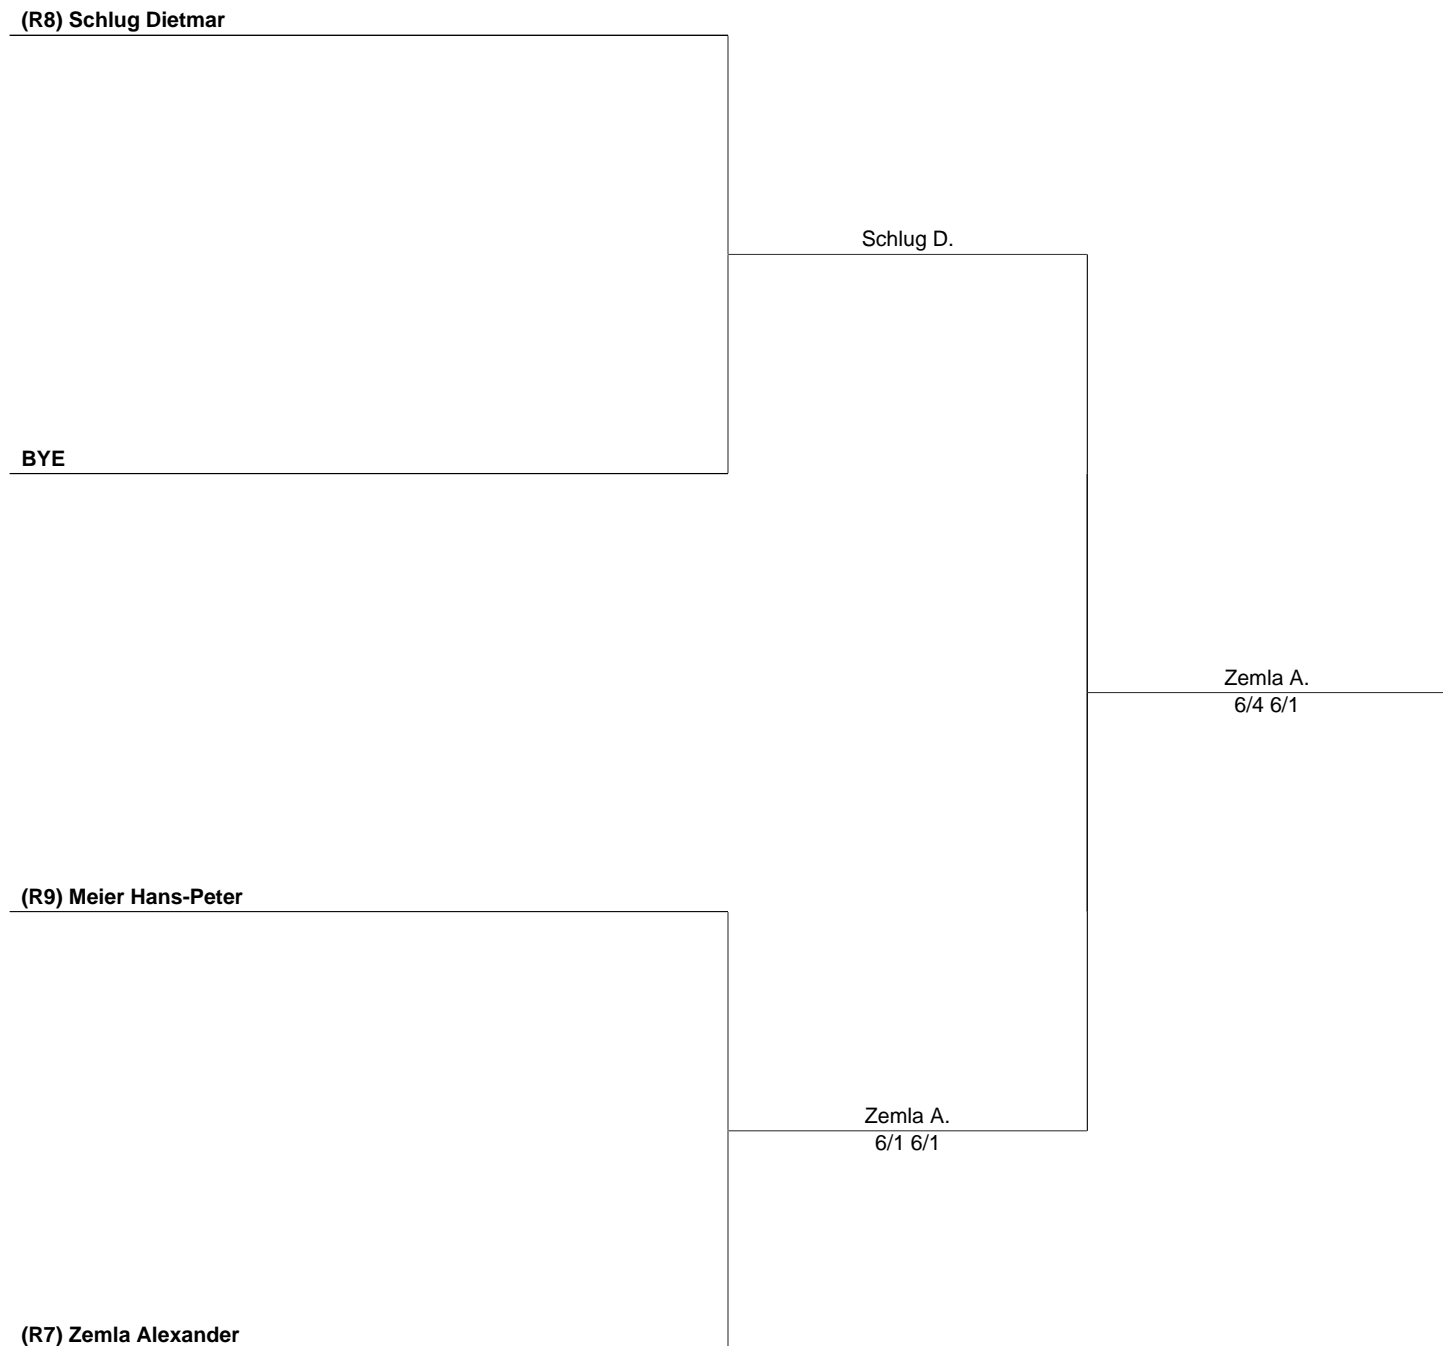 (R8) Schlug Dietmar
Schlug D.
BYE
Zemla A.
6/4 6/1
(R9) Meier Hans-Peter
Zemla A.
6/1 6/1
(R7) Zemla Alexander